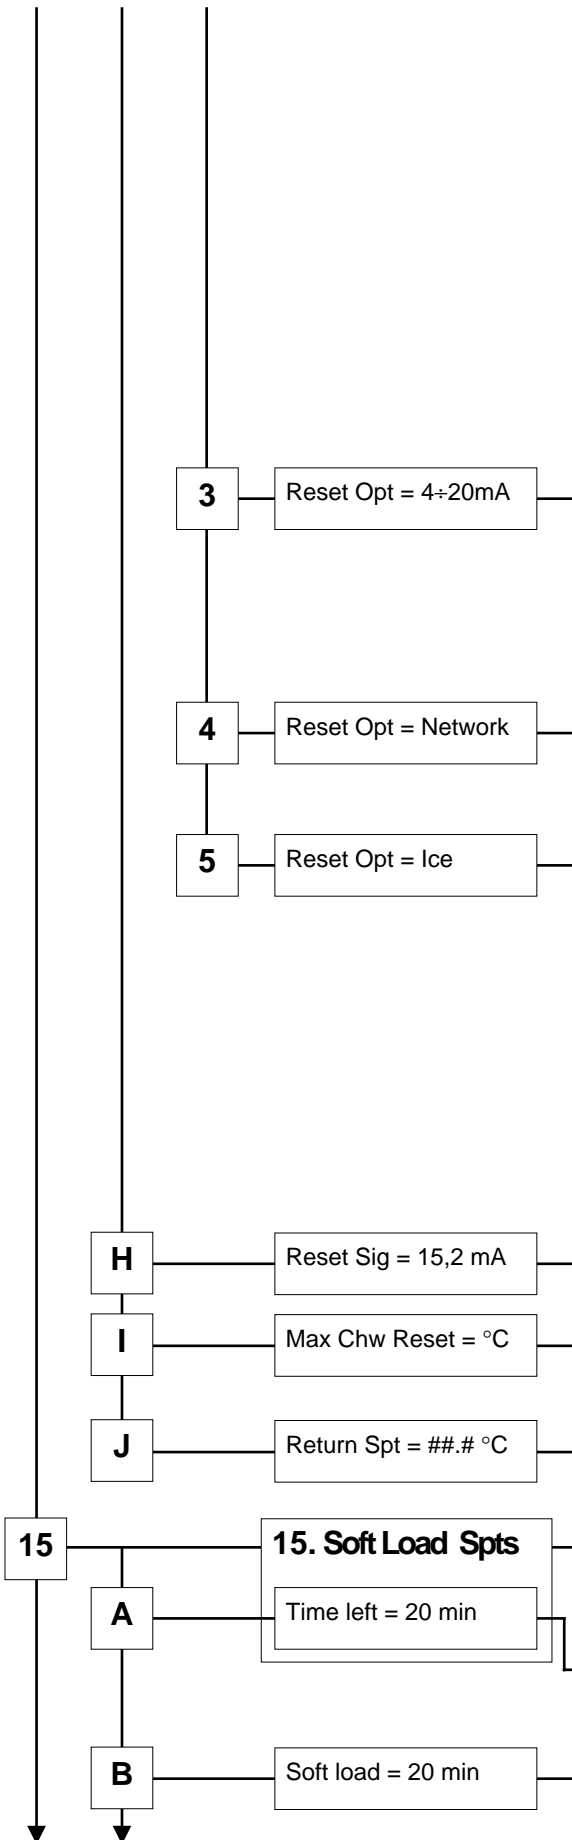 3 Reset Opt = 4÷20mA
4 Reset Opt = Network
5 Reset Opt = Ice
H Reset Sig = 15,2 mA
I Max Chw Reset = °C
J Return Spt = ##.# °C
15 15. Soft Load Spts
A Time left = 20 min
B Soft load = 20 min